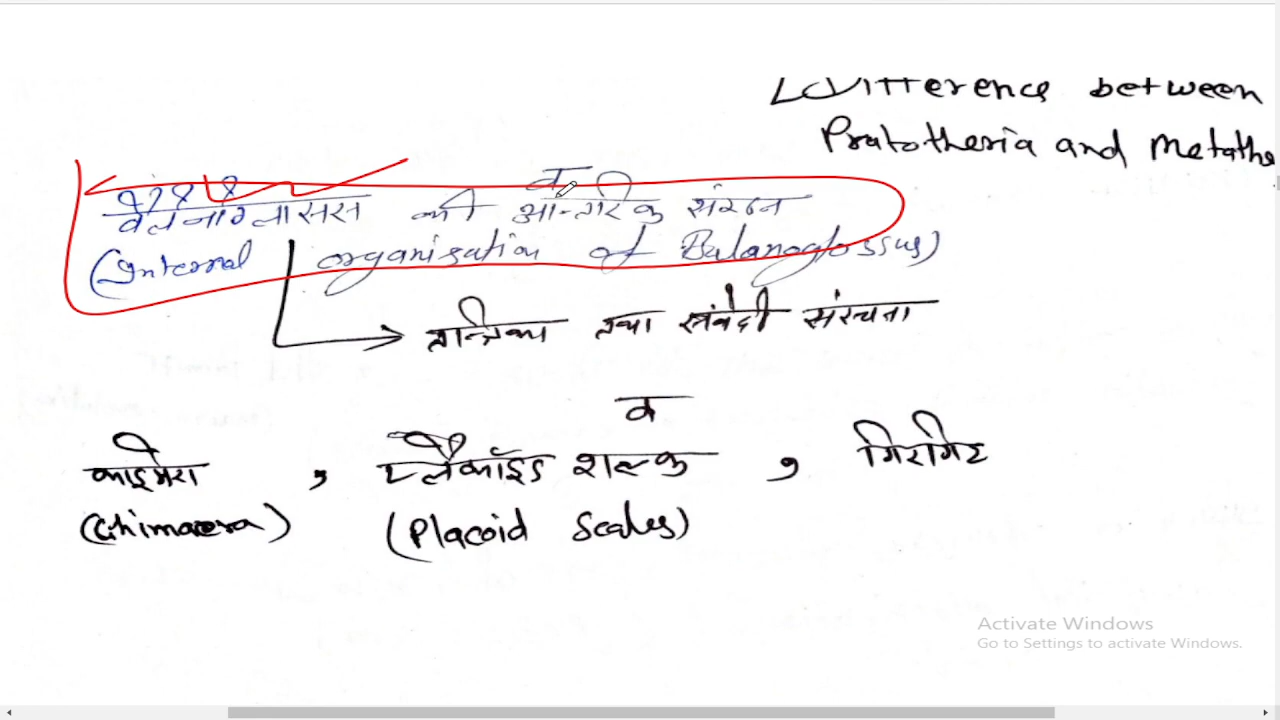 Difference between
Prototheria and Metathe
बैलेनोग्लोसस की आन्तरिक संरचन
(Internal organisation of Balanoglossus)
तन्त्रिका तथा संवेदी संरचना
व
काइमेरा , प्लैकॉइड शल्क , गिरगिट
(Chimaera) (Placoid Scales)
Activate Windows
Go to Settings to activate Windows.